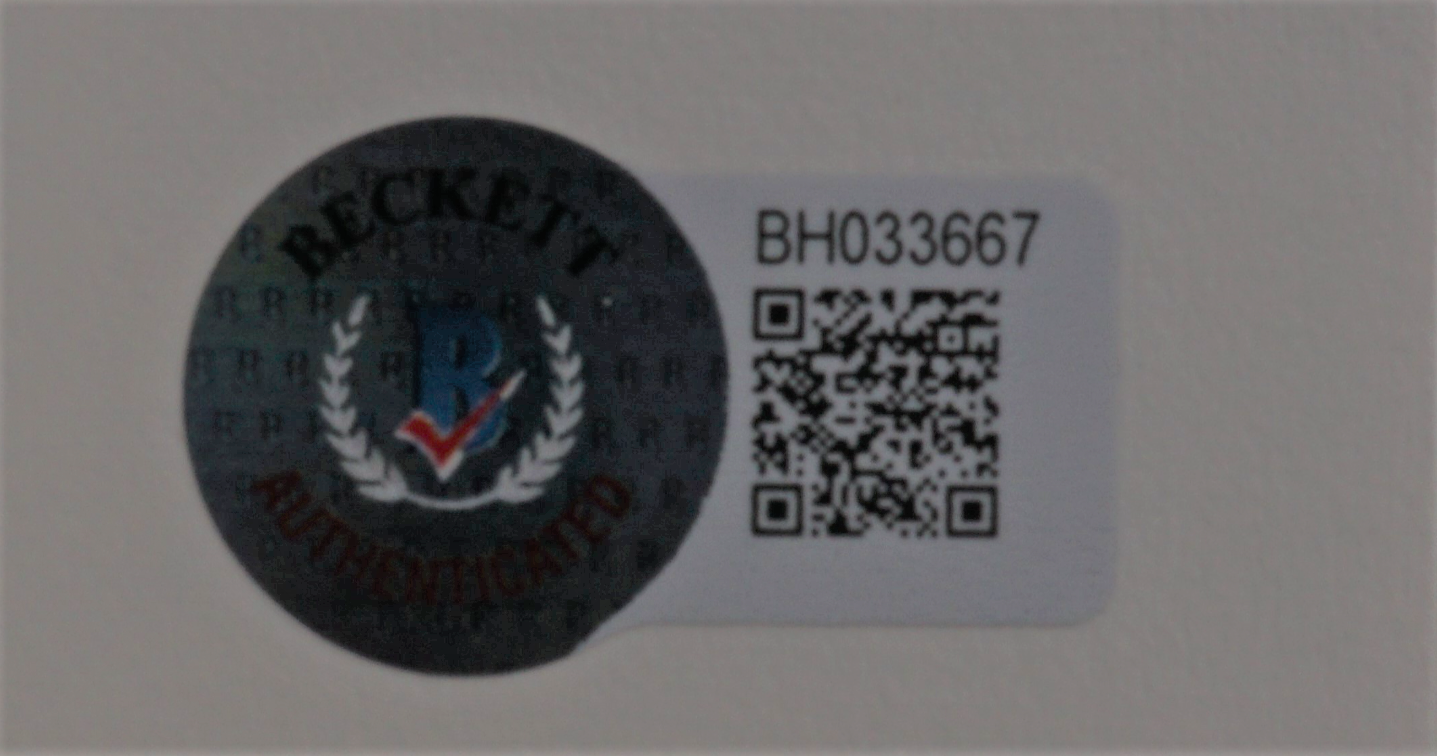 BECKETT
B
AUTHENTICATED
BH033667